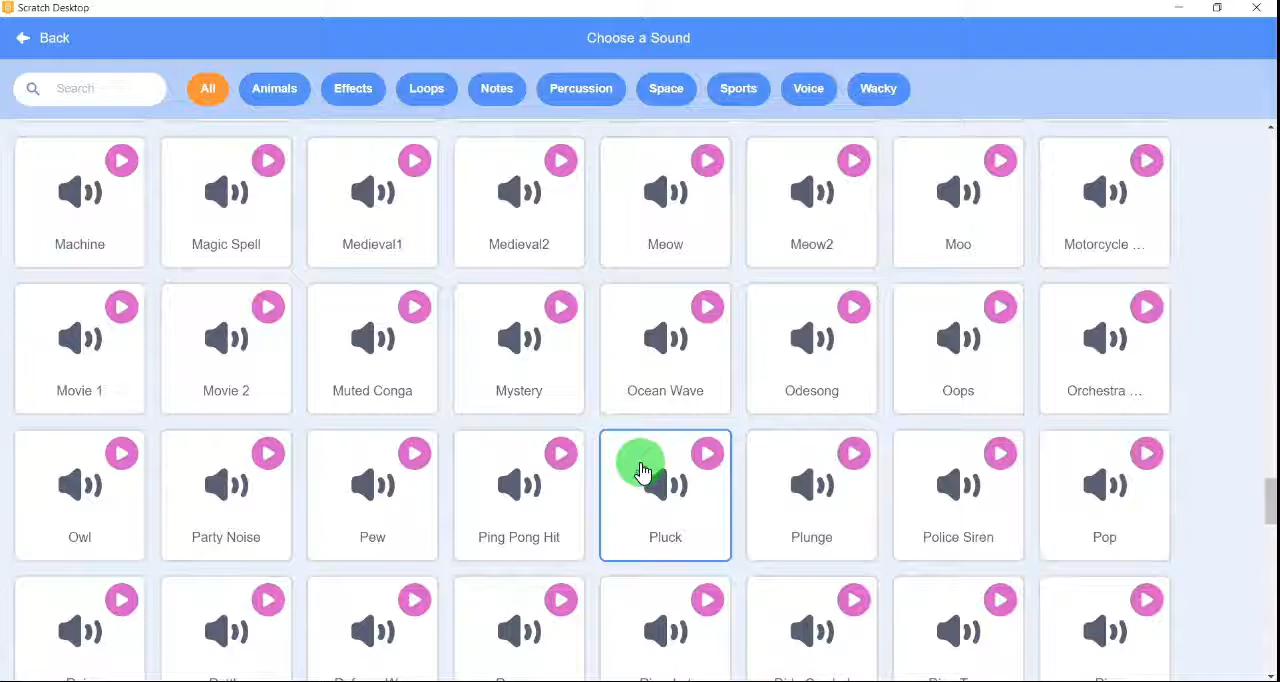 Scratch Desktop
Back
Choose a Sound
Search
All
Animals
Effects
Loops
Notes
Percussion
Space
Sports
Voice
Wacky
Machine
Magic Spell
Medieval1
Medieval2
Meow
Meow2
Moo
Motorcycle ...
Movie 1
Movie 2
Muted Conga
Mystery
Ocean Wave
Odesong
Oops
Orchestra ...
Owl
Party Noise
Pew
Ping Pong Hit
Pluck
Plunge
Police Siren
Pop